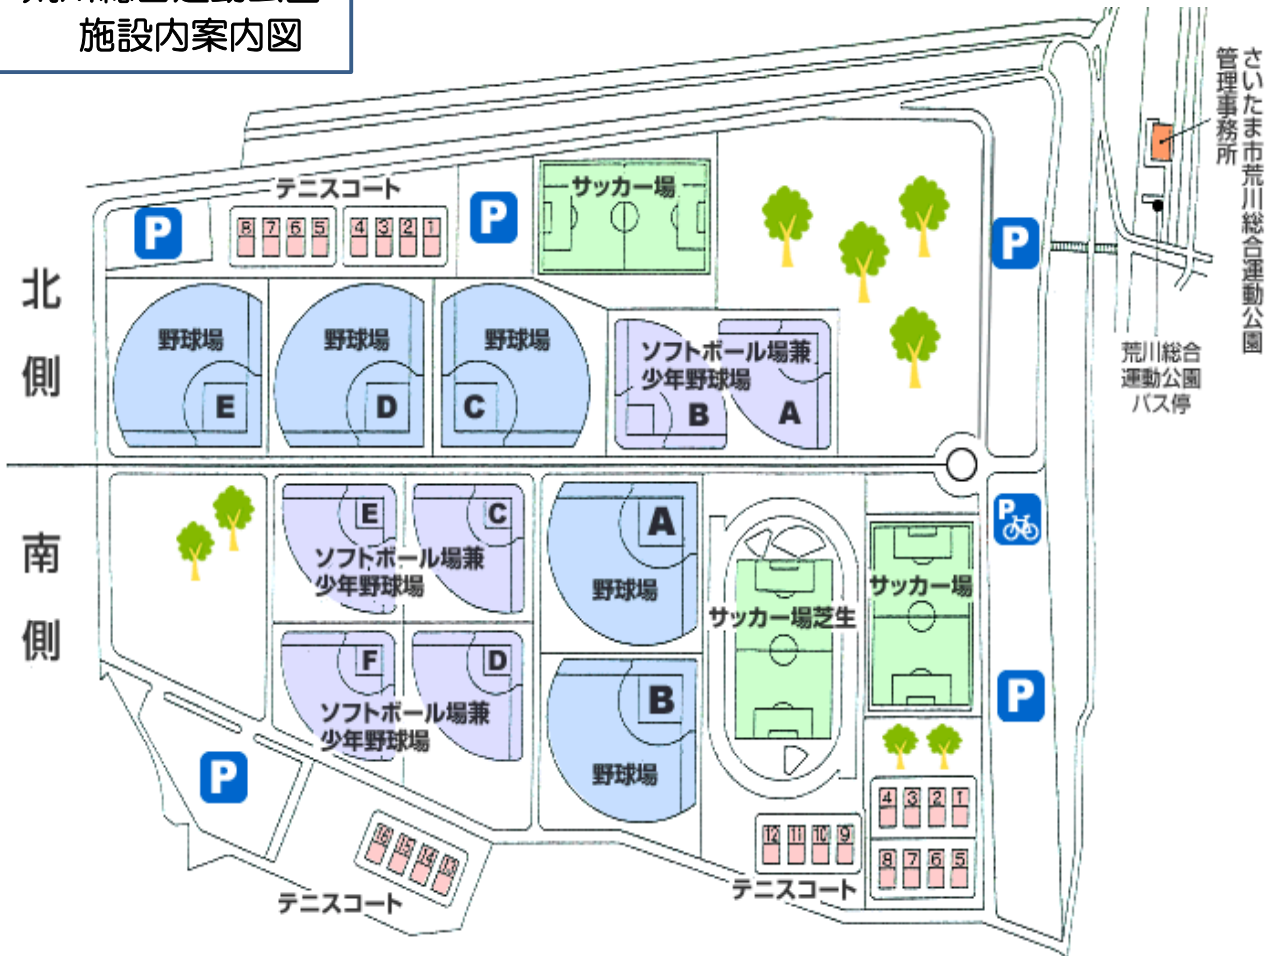 荒川総合運動公園
施設内案内図
さいたま市荒川総合運動公園
管理事務所
荒川総合
運動公園
バス停
北側
テニスコート
P
8 7 6 5 4 3 2 1
P
サッカー場
P
野球場
E
野球場
D
野球場
C
ソフトボール場兼
少年野球場
B
A
南側
E
C
ソフトボール場兼
少年野球場
F
D
ソフトボール場兼
少年野球場
A
野球場
B
野球場
サッカー場芝生
サッカー場
P
P
P
4 3 2 1
8 7 6 5
12 11 10 9
テニスコート
16 15 14 13
テニスコート